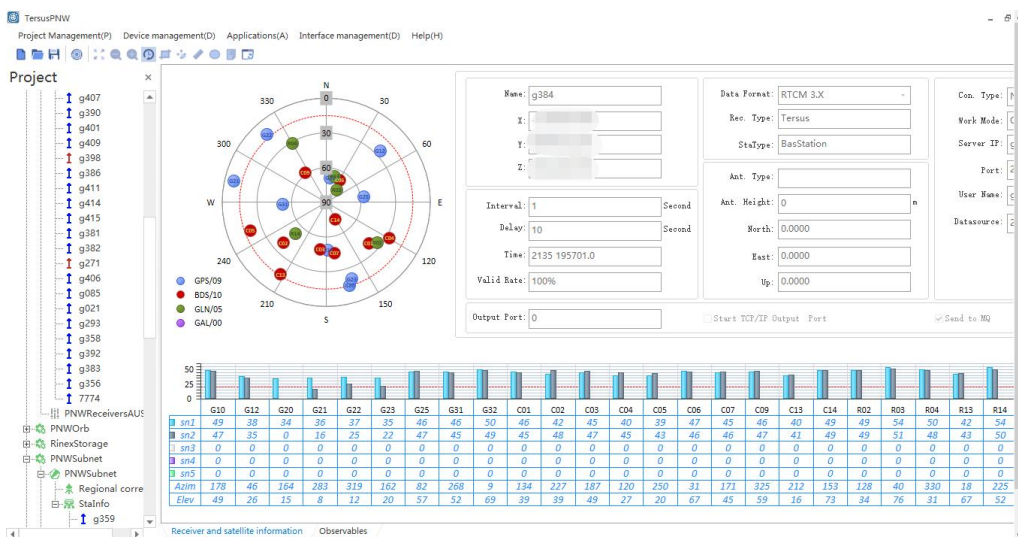 TersusPNW
Project Management(P) Device management(D) Applications(A) Interface management(D) Help(H)
Project
g407
g390
g401
g409
g398
g386
g411
g414
g415
g381
g382
g271
g406
g085
g021
g293
g358
g392
g383
g356
7774
PNWReceiversAUS
PNWOrb
RinexStorage
PNWSubnet
PNWSubnet
Regional corre
StaInfo
g359
N
330 0 30
300 30 60
60
W 90 E
240 120
210 150
S
GPS/09
BDS/10
GLN/05
GAL/00
Name: g384
X:
Y:
Z:
Interval: 1 Second
Delay: 10 Second
Time: 2135 195701.0
Valid Rate: 100%
Output Port: 0
Data Format: RTCM 3.X
Rec. Type: Tersus
StaType: BasStation
Ant. Type:
Ant. Height: 0 m
North: 0.0000
East: 0.0000
Up: 0.0000
Start TCP/IP Output Port
Send to MQ
Con. Type:
Work Mode:
Server IP:
Port:
User Name:
Datasource:
50
25
0
G10 G12 G20 G21 G22 G23 G25 G31 G32 C01 C02 C03 C04 C05 C06 C07 C09 C13 C14 R02 R03 R04 R13 R14
sn1 49 38 34 36 37 35 46 46 50 46 42 45 40 39 47 45 46 40 49 49 54 50 42 54
sn2 47 35 0 16 25 22 47 45 49 45 48 47 45 43 46 46 47 41 49 49 51 48 43 50
sn3 0 0 0 0 0 0 0 0 0 0 0 0 0 0 0 0 0 0 0 0 0 0 0 0
sn4 0 0 0 0 0 0 0 0 0 0 0 0 0 0 0 0 0 0 0 0 0 0 0 0
sn5 0 0 0 0 0 0 0 0 0 0 0 0 0 0 0 0 0 0 0 0 0 0 0 0
Azim 178 46 164 283 319 162 82 268 9 134 227 187 120 250 31 171 325 212 153 128 40 330 18 225
Elev 49 26 15 8 12 20 57 52 69 39 39 49 27 20 67 45 59 16 73 34 76 31 67 52
Receiver and satellite information Observables